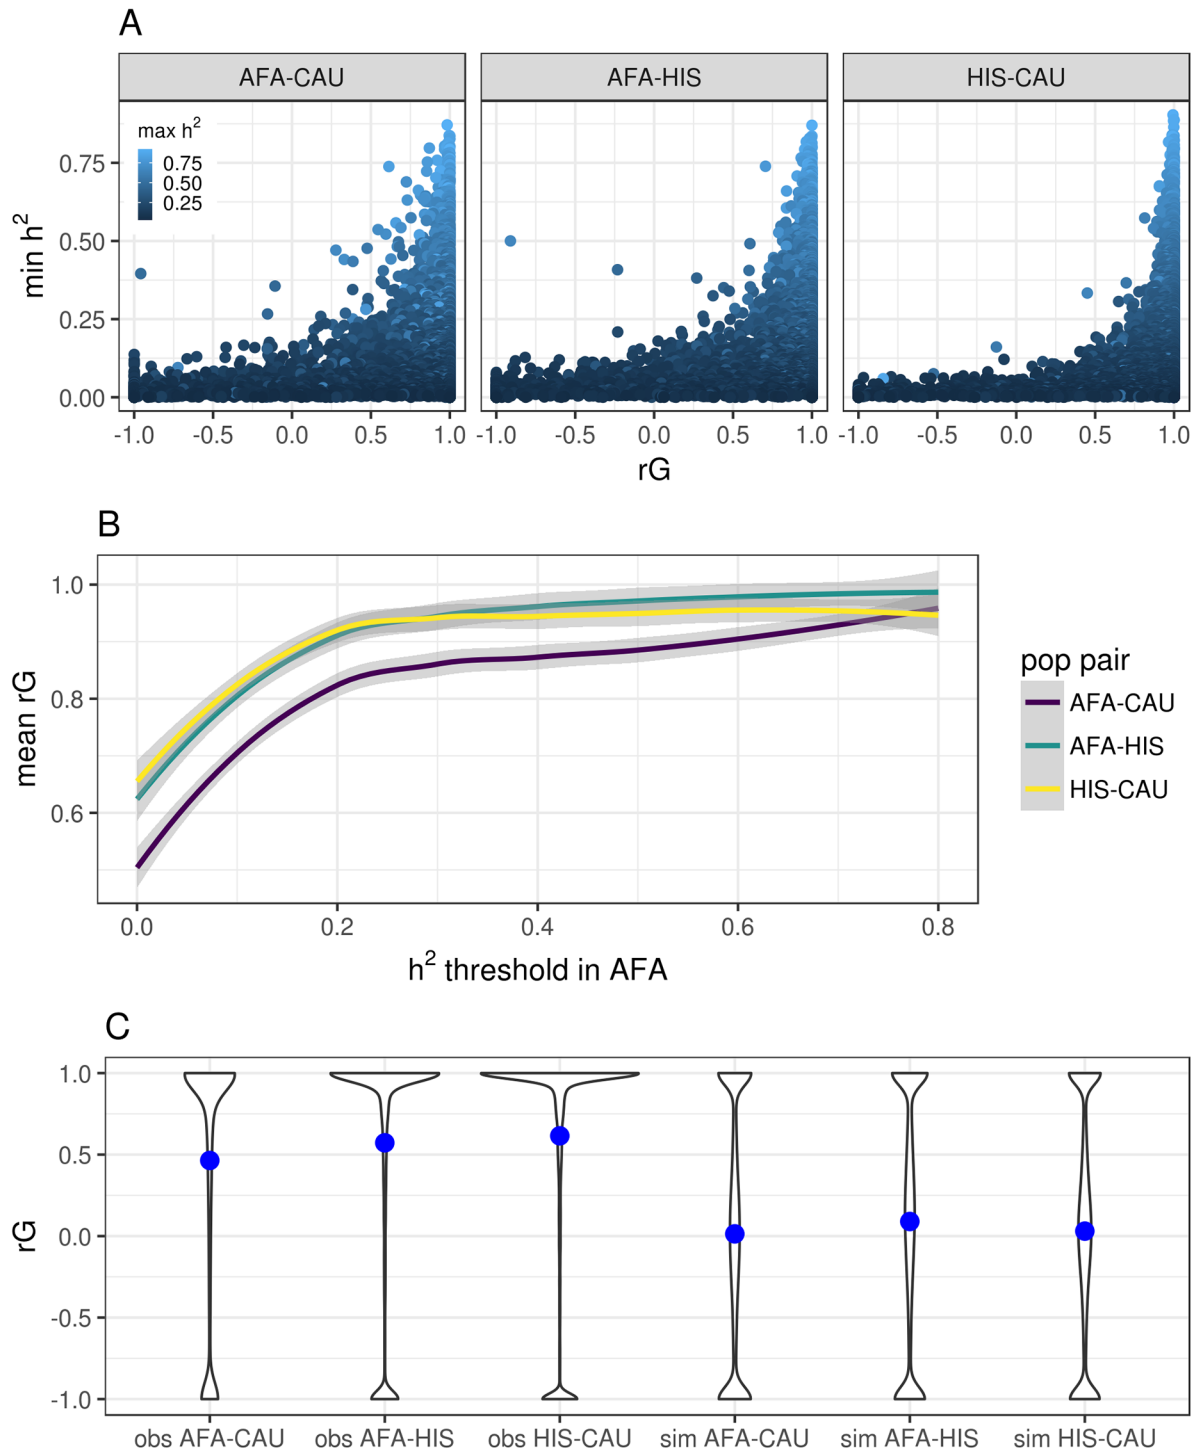 A
AFA-CAU AFA-HIS HIS-CAU
max h²
0.75
0.50
0.25
0.75
0.50
0.25
0.00
min h²
-1.0 -0.5 0.0 0.5 1.0 -1.0 -0.5 0.0 0.5 1.0 -1.0 -0.5 0.0 0.5 1.0
rG
B
1.0
0.8
0.6
mean rG
0.0 0.2 0.4 0.6 0.8
h² threshold in AFA
pop pair
AFA-CAU
AFA-HIS
HIS-CAU
C
1.0
0.5
0.0
-0.5
-1.0
rG
obs AFA-CAU obs AFA-HIS obs HIS-CAU sim AFA-CAU sim AFA-HIS sim HIS-CAU